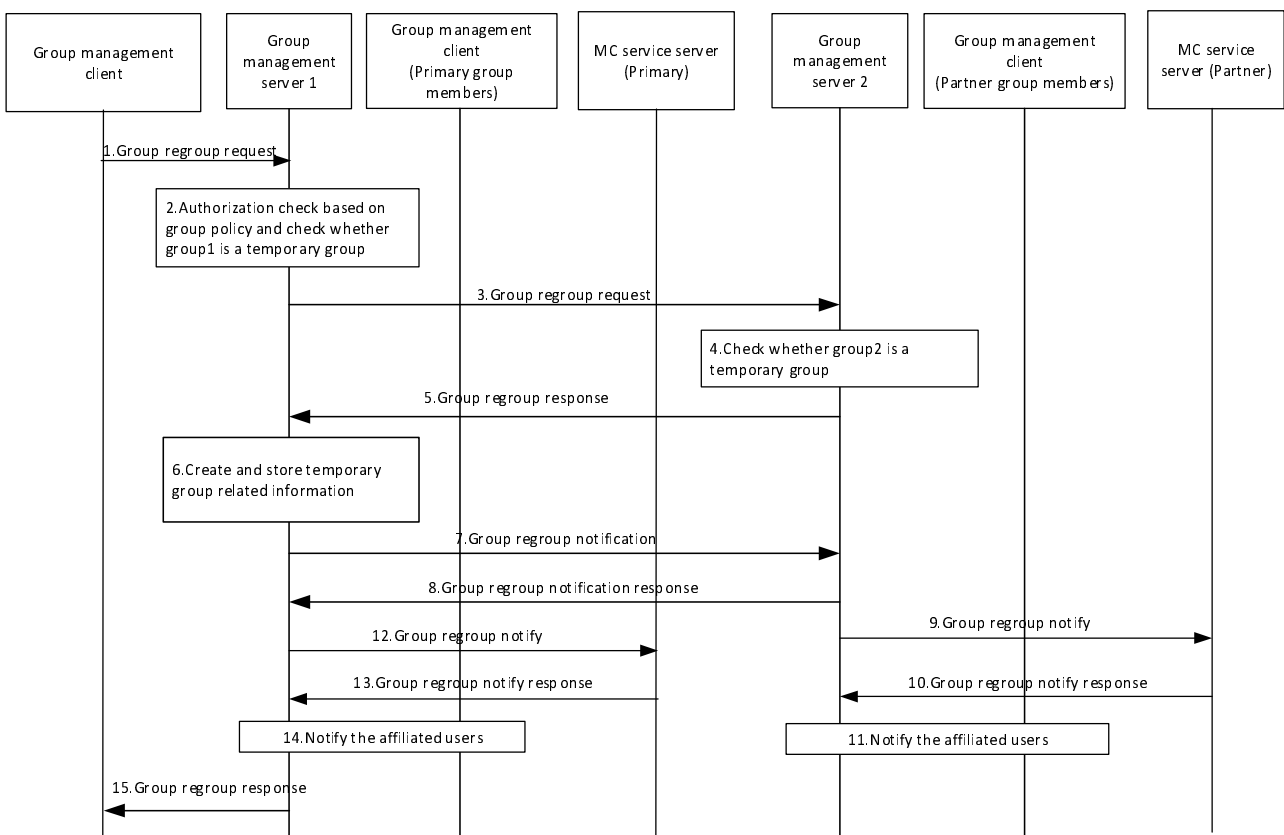 Group management
client
Group
management
server 1
Group management
client
(Primary group
members)
MC service server
(Primary)
Group
management
server 2
Group management
client
(Partner group members)
MC service
server (Partner)
1.Group regroup request
2.Authorization check based on
group policy and check whether
group1 is a temporary group
3.Group regroup request
4.Check whether group2 is a
temporary group
5.Group regroup response
6.Create and store temporary
group related information
7.Group regroup notification
8.Group regroup notification response
9.Group regroup notify
12.Group regroup notify
13.Group regroup notify response
10.Group regroup notify response
14.Notify the affiliated users
11.Notify the affiliated users
15.Group regroup response